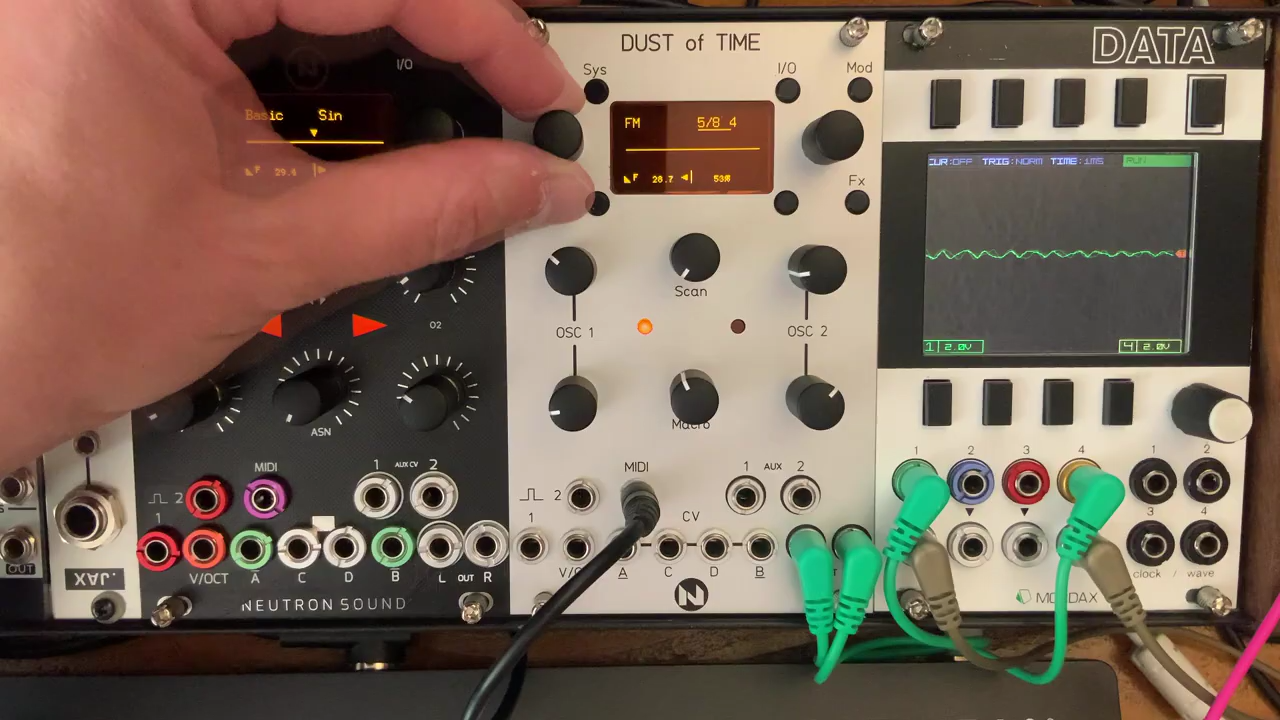 DUST of TIME
DATA
I/O
Sys
I/O
Mod
Basic Sin
FM 5/8 4
29.4
F 28.7 53%
Fx
CUR:OFF TRIG:NORM TIME:1MS RUN
Scan
O2
OSC 1
OSC 2
1 2.0V
4 2.0V
Macro
ASN
MIDI
1 AUX CV 2
MIDI
1 AUX 2
1 2 3 4
1 2
2
2
1
CV
3 4
V/OCT A C D B L OUT R
A C D B
clock / wave
OUT
JAX.
NEUTRON SOUND
N